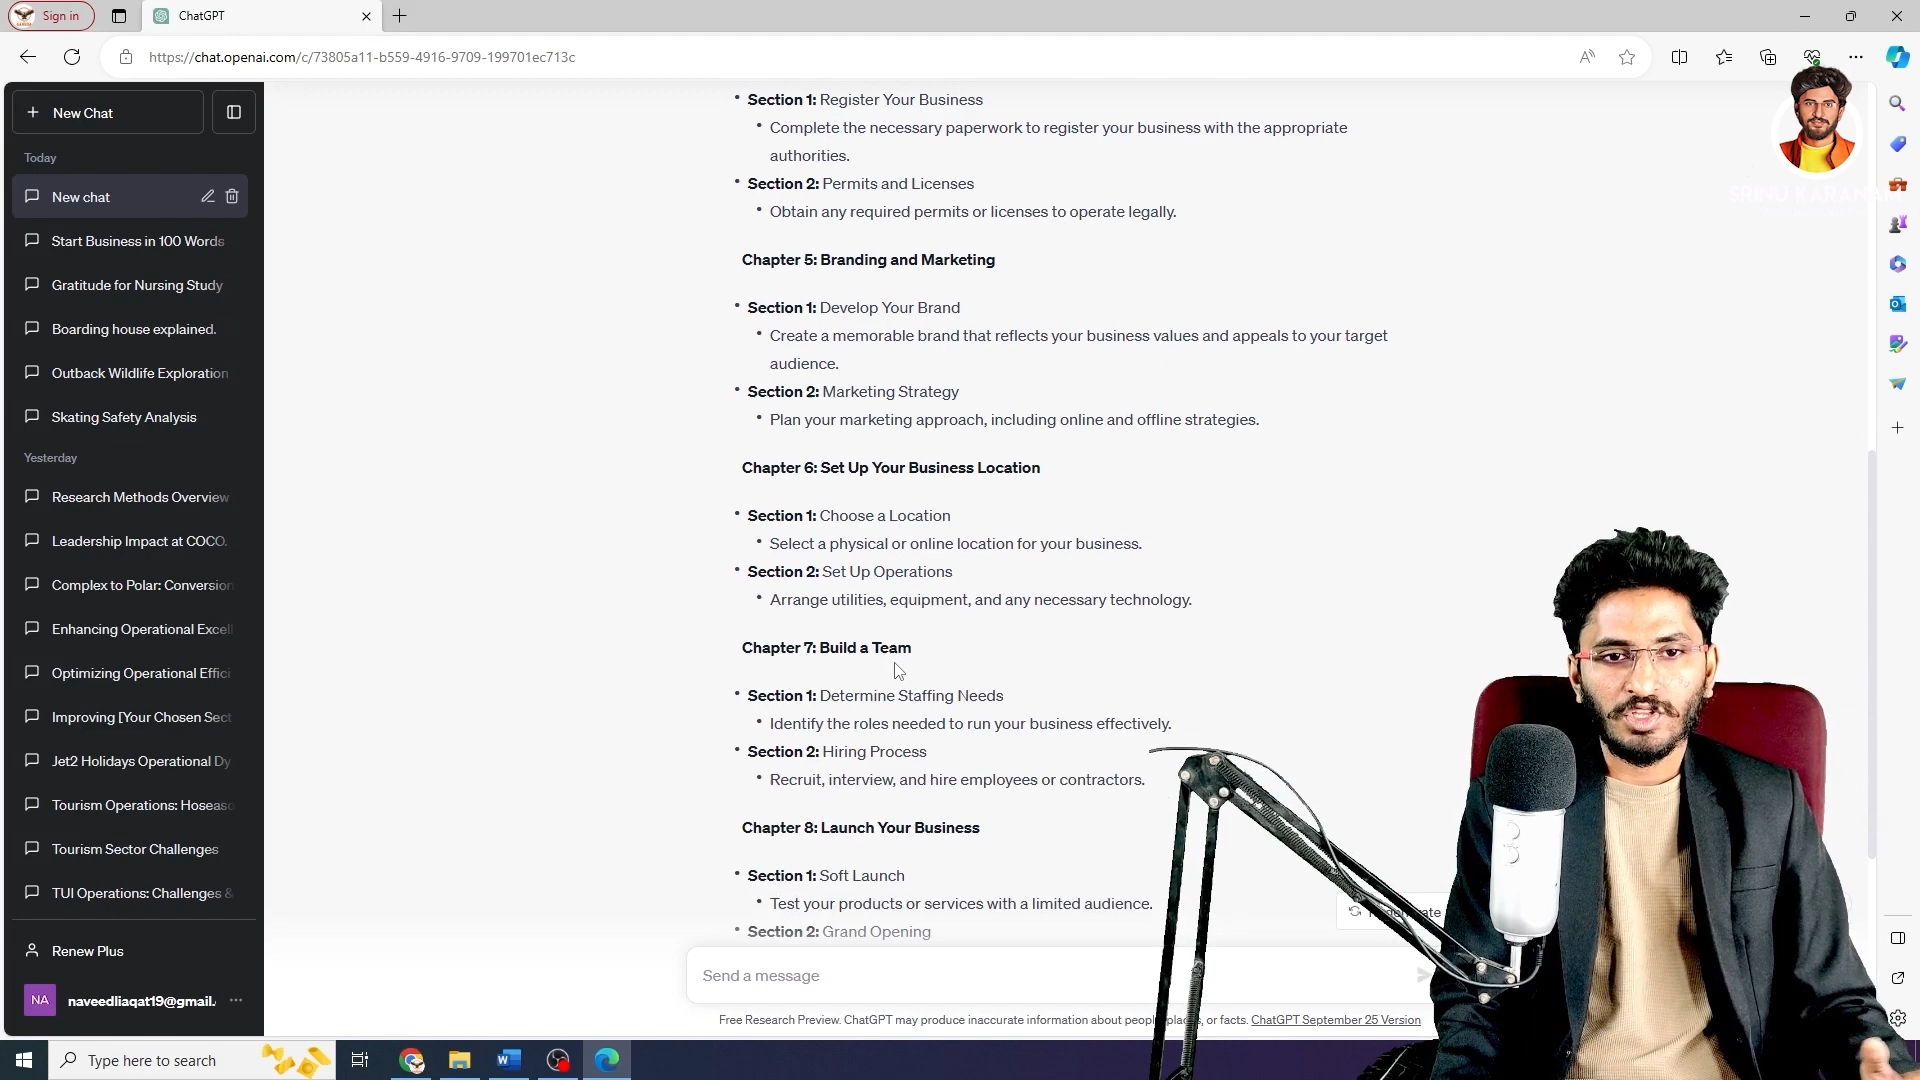 Sign in
ChatGPT
https://chat.openai.com/c/73805a11-b559-4916-9709-199701ec713c
New Chat
Today
New chat
Start Business in 100 Words
Gratitude for Nursing Study
Boarding house explained.
Outback Wildlife Exploration
Skating Safety Analysis
Yesterday
Research Methods Overview
Leadership Impact at COCO.
Complex to Polar: Conversion
Enhancing Operational Excell
Optimizing Operational Effici
Improving [Your Chosen Sect
Jet2 Holidays Operational Dy
Tourism Operations: Hoseaso
Tourism Sector Challenges
TUI Operations: Challenges &
Renew Plus
NA
naveedliaqat19@gmail.
Section 1: Register Your Business
Complete the necessary paperwork to register your business with the appropriate
authorities.
Section 2: Permits and Licenses
Obtain any required permits or licenses to operate legally.
Chapter 5: Branding and Marketing
Section 1: Develop Your Brand
Create a memorable brand that reflects your business values and appeals to your target
audience.
Section 2: Marketing Strategy
Plan your marketing approach, including online and offline strategies.
Chapter 6: Set Up Your Business Location
Section 1: Choose a Location
Select a physical or online location for your business.
Section 2: Set Up Operations
Arrange utilities, equipment, and any necessary technology.
Chapter 7: Build a Team
Section 1: Determine Staffing Needs
Identify the roles needed to run your business effectively.
Section 2: Hiring Process
Recruit, interview, and hire employees or contractors.
Chapter 8: Launch Your Business
Section 1: Soft Launch
Test your products or services with a limited audience.
Section 2: Grand Opening
Send a message
Free Research Preview. ChatGPT may produce inaccurate information about people, places, or facts. ChatGPT September 25 Version
SRINU KARANAM
Type here to search